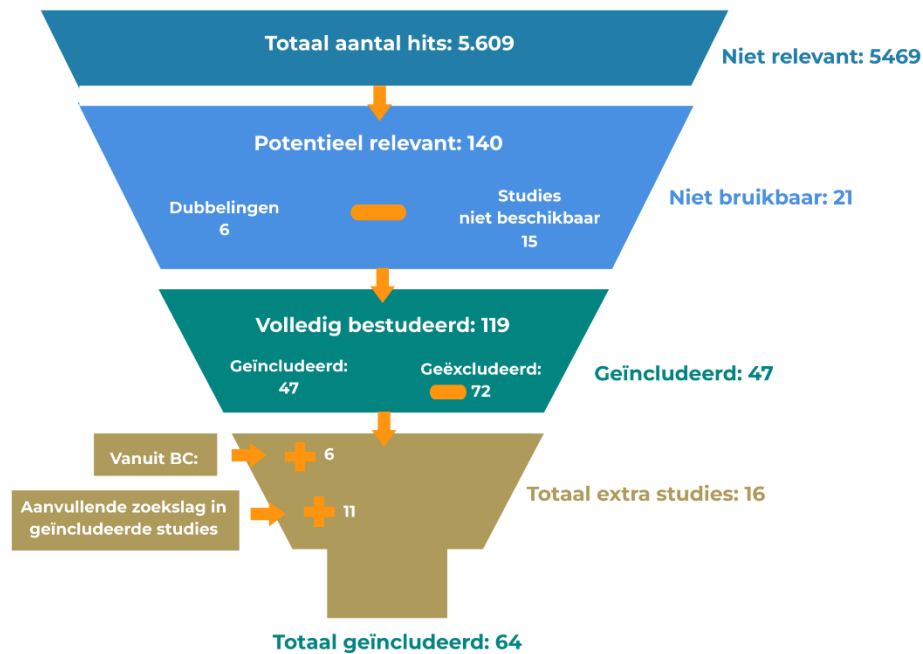 Totaal aantal hits: 5.609
Niet relevant: 5469
Potentieel relevant: 140
Dubbelingen
6
Studies
niet beschikbaar
15
Niet bruikbaar: 21
Volledig bestudeerd: 119
Geïncludeerd:
47
Geëxcludeerd:
72
Geïncludeerd: 47
Vanuit BC:
6
Aanvullende zoekslag in
geïncludeerde studies
11
Totaal extra studies: 16
Totaal geïncludeerd: 64